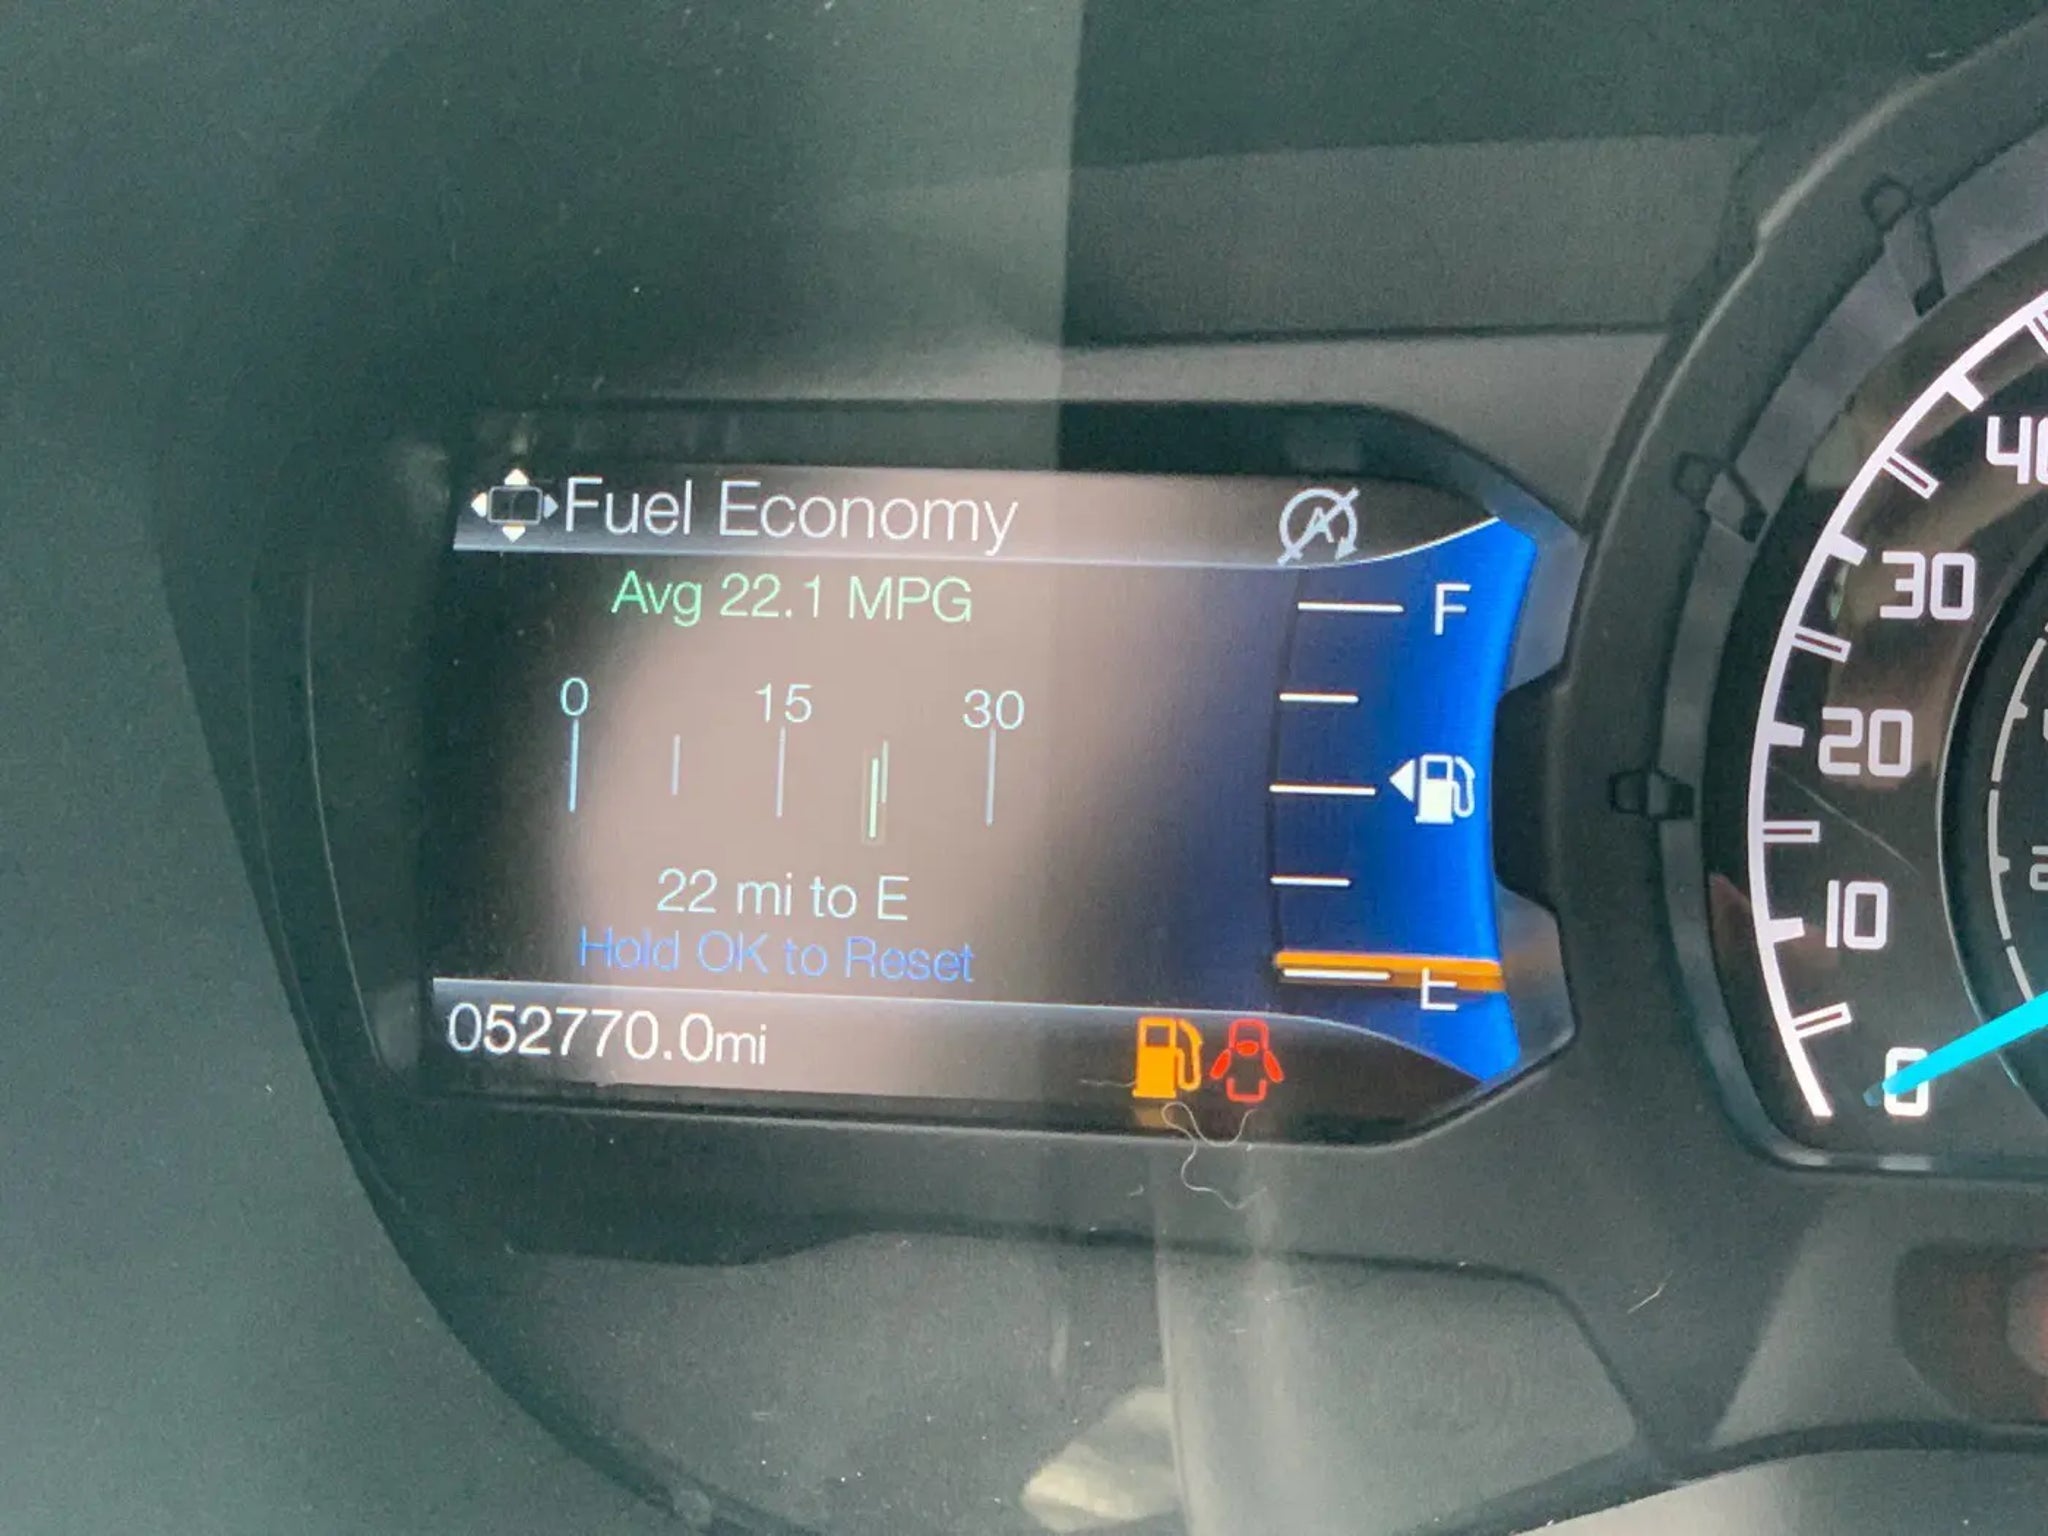 Fuel Economy
Avg 22.1 MPG
0 15 30
22 mi to E
Hold OK to Reset
052770.0mi
A
F
E
30
20
10
0